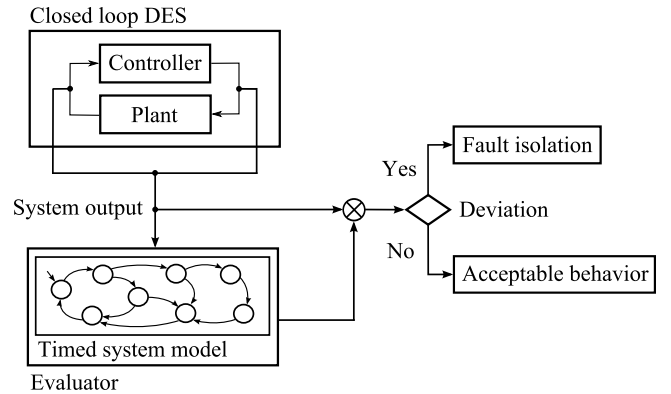 Closed loop DES
Controller
Plant
Fault isolation
Yes
System output
Deviation
No
Acceptable behavior
Timed system model
Evaluator